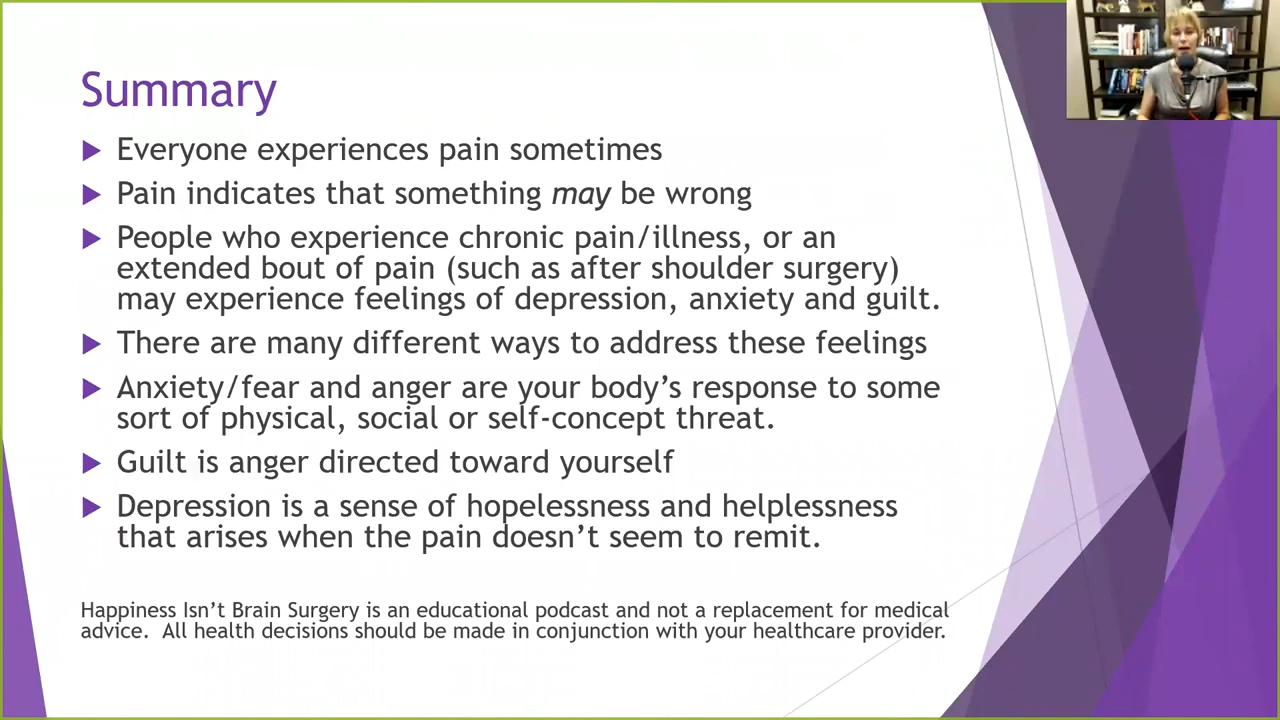 Summary
Everyone experiences pain sometimes
Pain indicates that something may be wrong
People who experience chronic pain/illness, or an
extended bout of pain (such as after shoulder surgery)
may experience feelings of depression, anxiety and guilt.
There are many different ways to address these feelings
Anxiety/fear and anger are your body’s response to some
sort of physical, social or self-concept threat.
Guilt is anger directed toward yourself
Depression is a sense of hopelessness and helplessness
that arises when the pain doesn’t seem to remit.
Happiness Isn’t Brain Surgery is an educational podcast and not a replacement for medical
advice.  All health decisions should be made in conjunction with your healthcare provider.